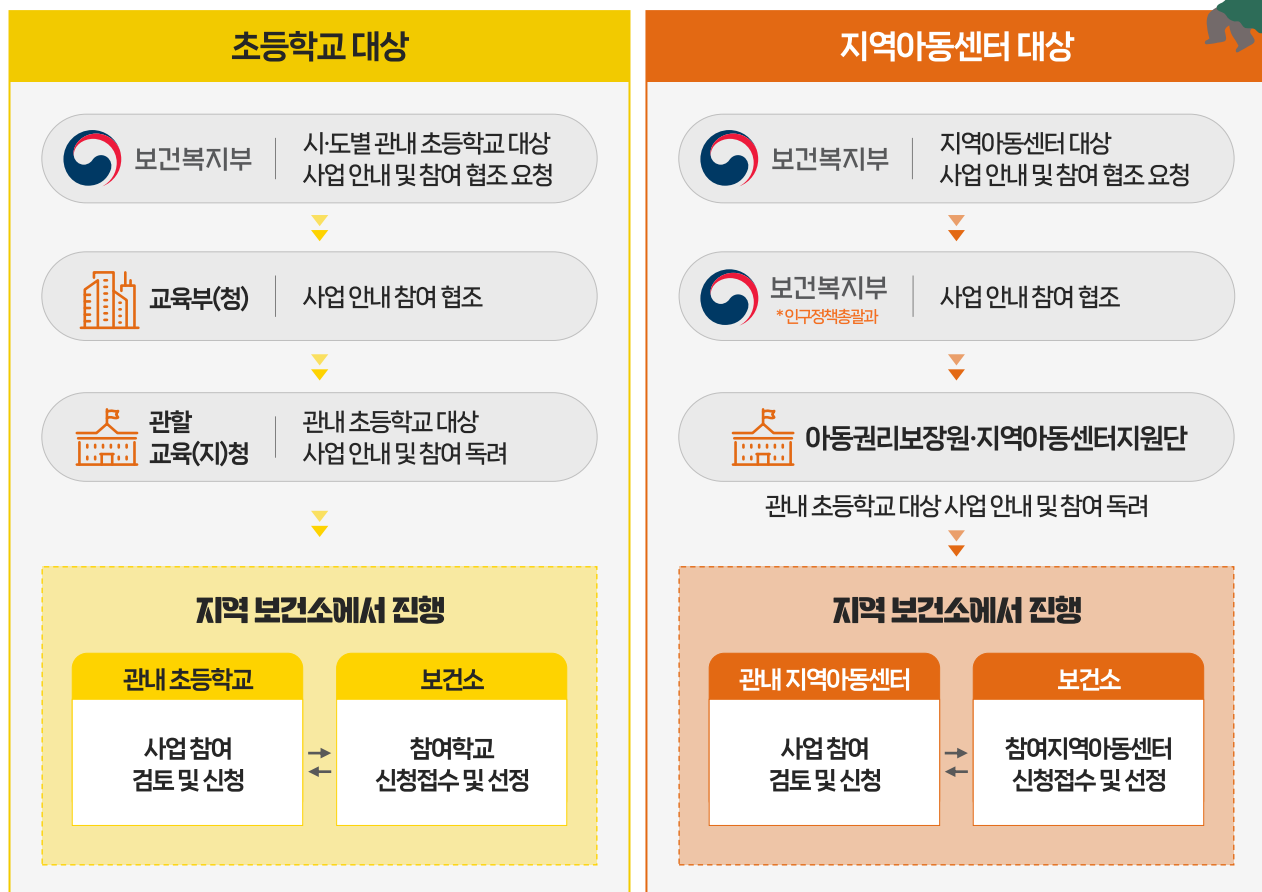 초등학교 대상
보건복지부
시·도별 관내 초등학교 대상
사업 안내 및 참여 협조 요청
교육부(청)
사업 안내 참여 협조
관할
교육(지)청
관내 초등학교 대상
사업 안내 및 참여 독려
지역 보건소에서 진행
관내 초등학교
사업 참여
검토 및 신청
보건소
참여학교
신청접수 및 선정
지역아동센터 대상
보건복지부
지역아동센터 대상
사업 안내 및 참여 협조 요청
보건복지부
*인구정책총괄과
사업 안내 참여 협조
아동권리보장원·지역아동센터지원단
관내 초등학교 대상 사업 안내 및 참여 독려
지역 보건소에서 진행
관내 지역아동센터
사업 참여
검토 및 신청
보건소
참여지역아동센터
신청접수 및 선정